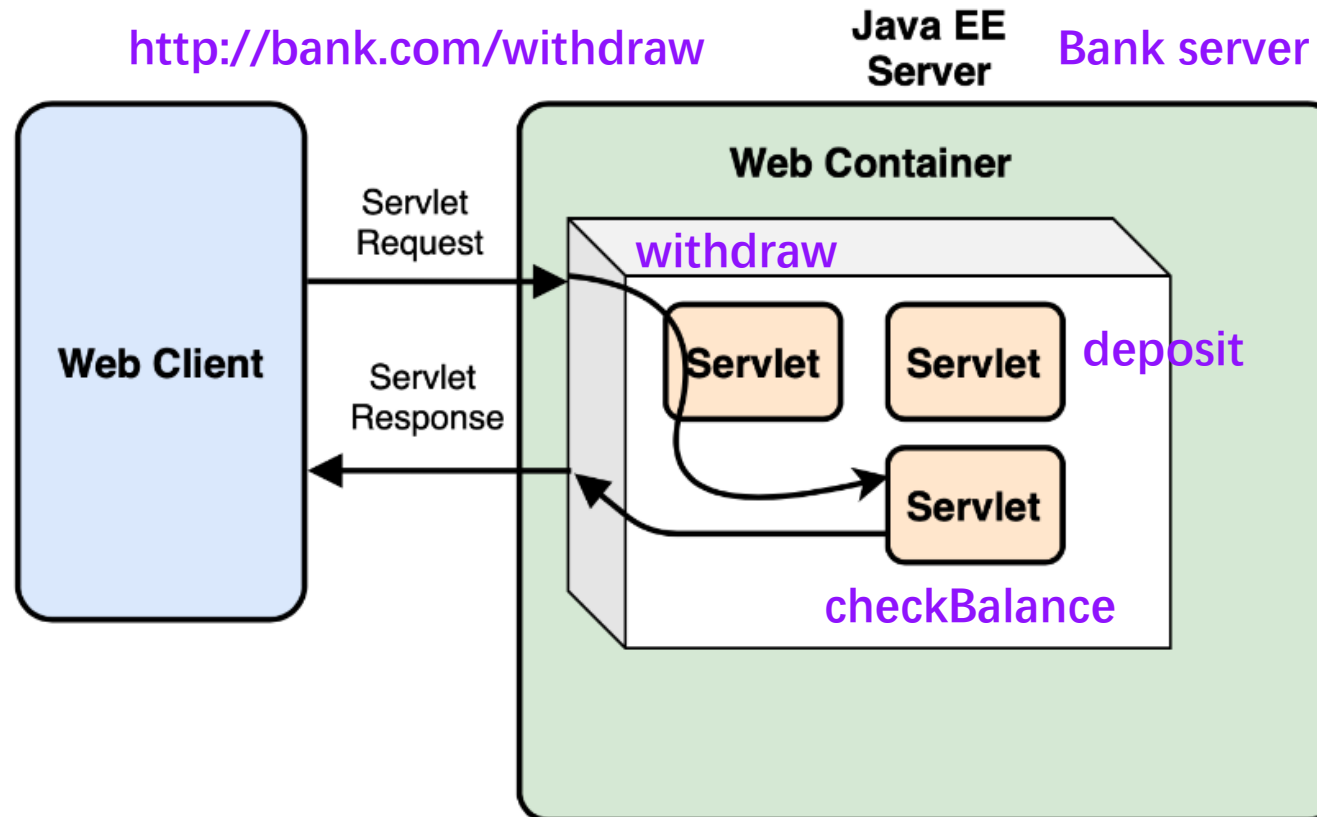 http://bank.com/withdraw
Java EE
Server
Bank server
Web Container
Servlet
Request
withdraw
Web Client
Servlet
Servlet
deposit
Servlet
Response
Servlet
checkBalance